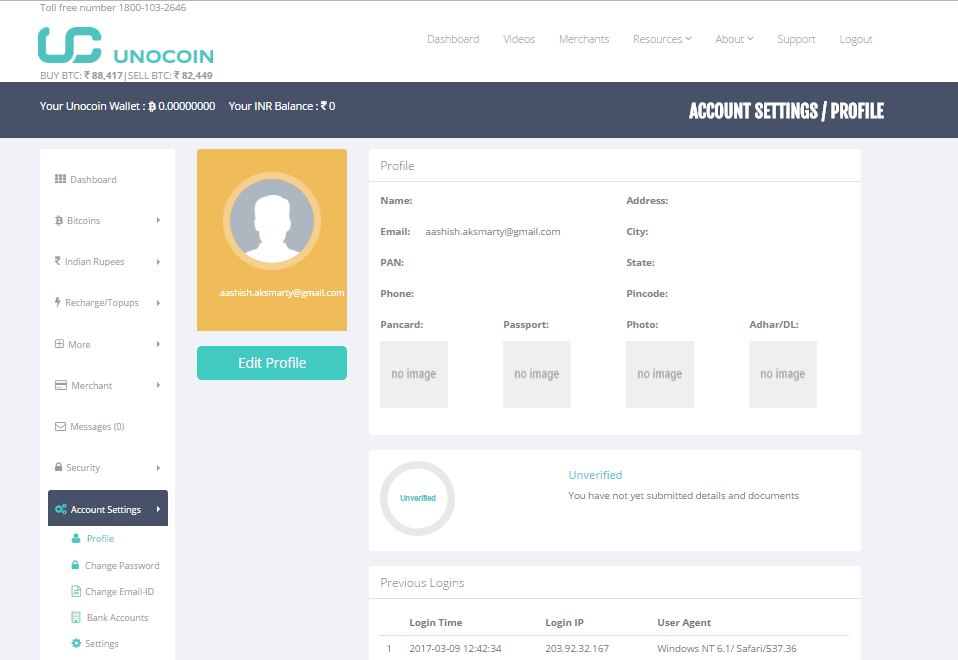 Toll free number 1800-103-2646
UNOCOIN
BUY BTC: ₹ 88,417 | SELL BTC: ₹ 82,449
Dashboard Videos Merchants Resources About Support Logout
Your Unocoin Wallet : ฿ 0.00000000 Your INR Balance : ₹ 0
ACCOUNT SETTINGS / PROFILE
Dashboard
Bitcoins
Indian Rupees
Recharge/Topups
More
Merchant
Messages (0)
Security
Account Settings
Profile
Change Password
Change Email-ID
Bank Accounts
Settings
aashish.aksmarty@gmail.com
Edit Profile
Profile
Name: Address:
Email: aashish.aksmarty@gmail.com City:
PAN: State:
Phone: Pincode:
Pancard: Passport: Photo: Adhar/DL:
no image no image no image no image
Unverified
Unverified
You have not yet submitted details and documents
Previous Logins
Login Time Login IP User Agent
1 2017-03-09 12:42:34 203.92.32.167 Windows NT 6.1/ Safari/537.36